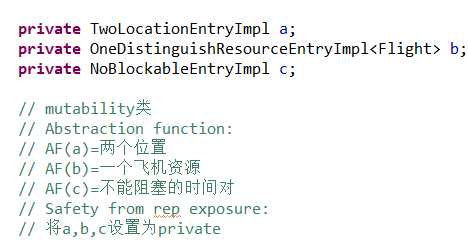 private TwoLocationEntryImpl a;
private OneDistinguishResourceEntryImpl<Flight> b;
private NoBlockableEntryImpl c;
// mutability类
// Abstraction function:
// AF(a)=两个位置
// AF(b)=一个飞机资源
// AF(c)=不能阻塞的时间对
// Safety from rep exposure:
// 将a,b,c设置为private